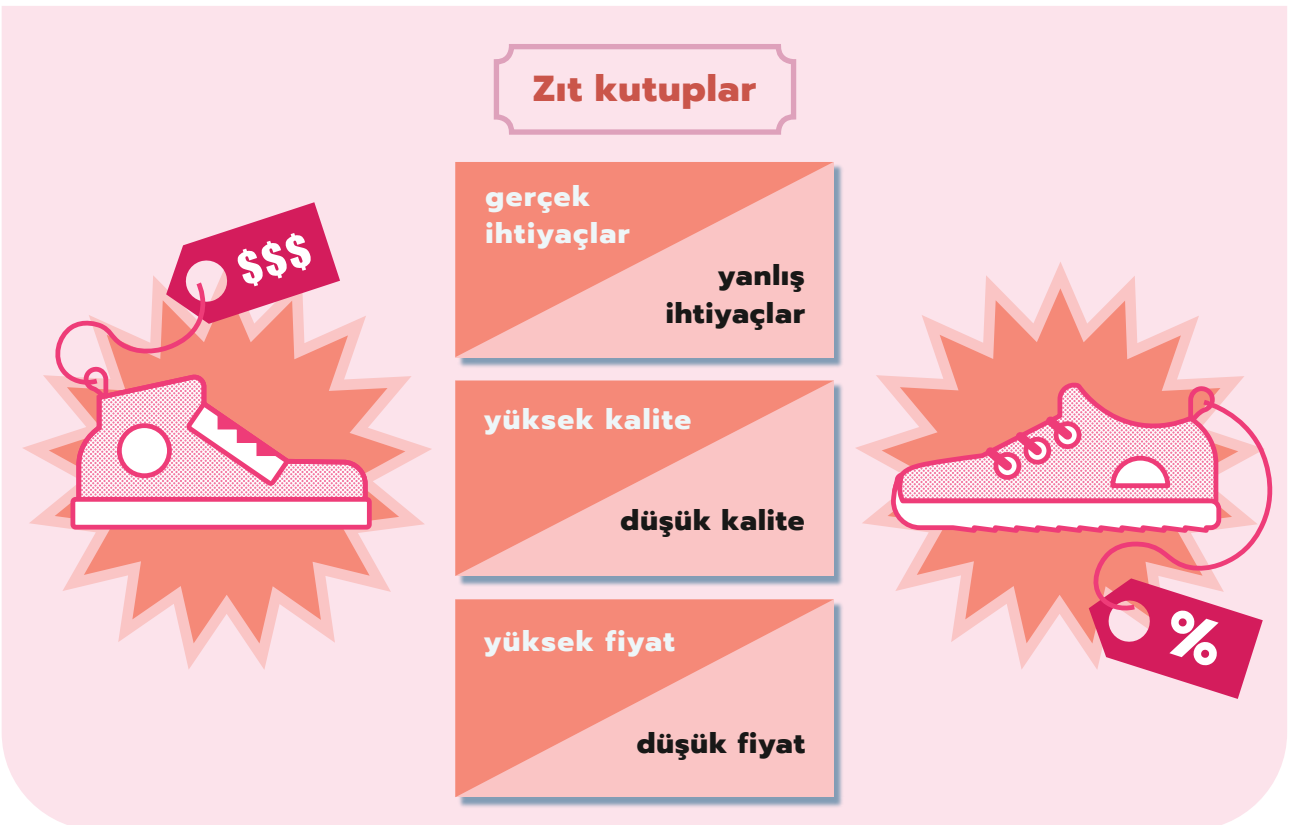 Zıt kutuplar
gerçek
ihtiyaçlar
yanlış
ihtiyaçlar
yüksek kalite
düşük kalite
yüksek fiyat
düşük fiyat
$$$
%